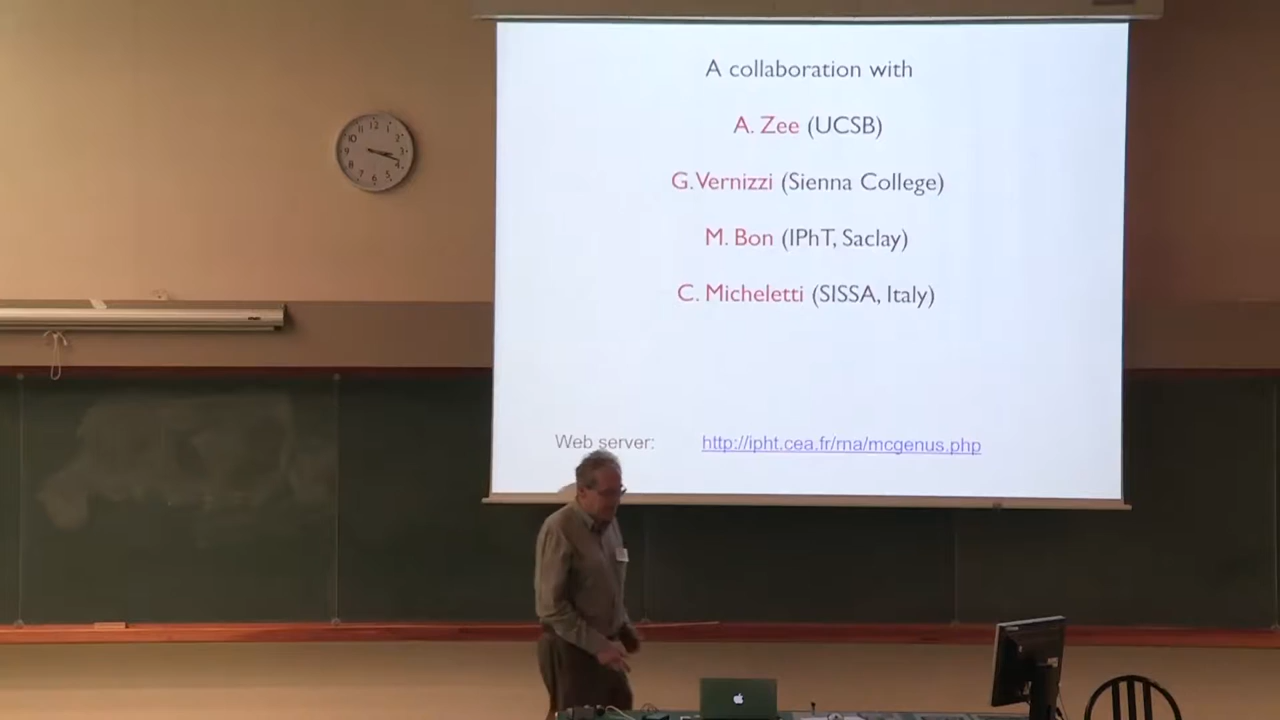 A collaboration with
A. Zee (UCSB)
G. Vernizzi (Sienna College)
M. Bon (IPhT, Saclay)
C. Micheletti (SISSA, Italy)
Web server: http://ipht.cea.fr/rna/mcgenus.php